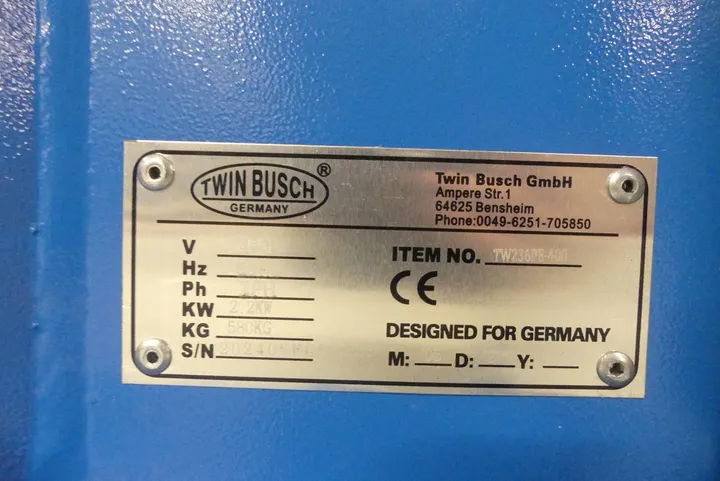 TWIN BUSCH ®
GERMANY
Twin Busch GmbH
Ampere Str.1
64625 Bensheim
Phone:0049-6251-705850
V
Hz
Ph
KW 2.2KW
KG 580KG
S/N
ITEM NO.
CE
DESIGNED FOR GERMANY
M: D: Y: